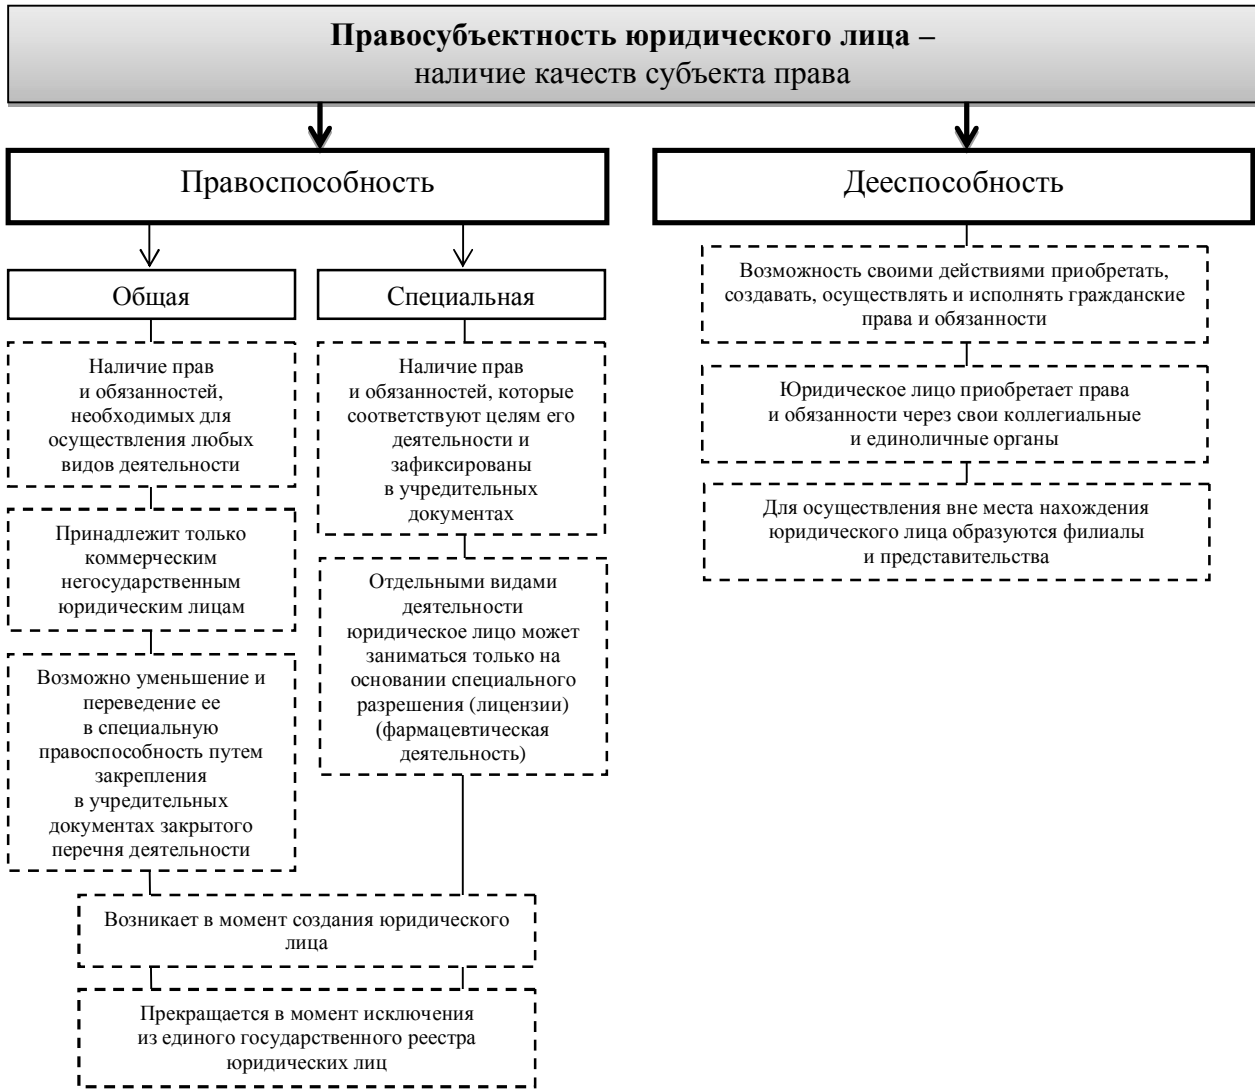 Правосубъектность юридического лица –
наличие качеств субъекта права
Правоспособность
Общая
Наличие прав
и обязанностей,
необходимых для
осуществления любых
видов деятельности
Принадлежит только
коммерческим
негосударственным
юридическим лицам
Возможно уменьшение и
переведение ее
в специальную
правоспособность путем
закрепления
в учредительных
документах закрытого
перечня деятельности
Специальная
Наличие прав
и обязанностей, которые
соответствуют целям его
деятельности и
зафиксированы
в учредительных
документах
Отдельными видами
деятельности
юридическое лицо может
заниматься только на
основании специального
разрешения (лицензии)
(фармацевтическая
деятельность)
Возникает в момент создания юридического
лица
Прекращается в момент исключения
из единого государственного реестра
юридических лиц
Дееспособность
Возможность своими действиями приобретать,
создавать, осуществлять и исполнять гражданские
права и обязанности
Юридическое лицо приобретает права
и обязанности через свои коллегиальные
и единоличные органы
Для осуществления вне места нахождения
юридического лица образуются филиалы
и представительства